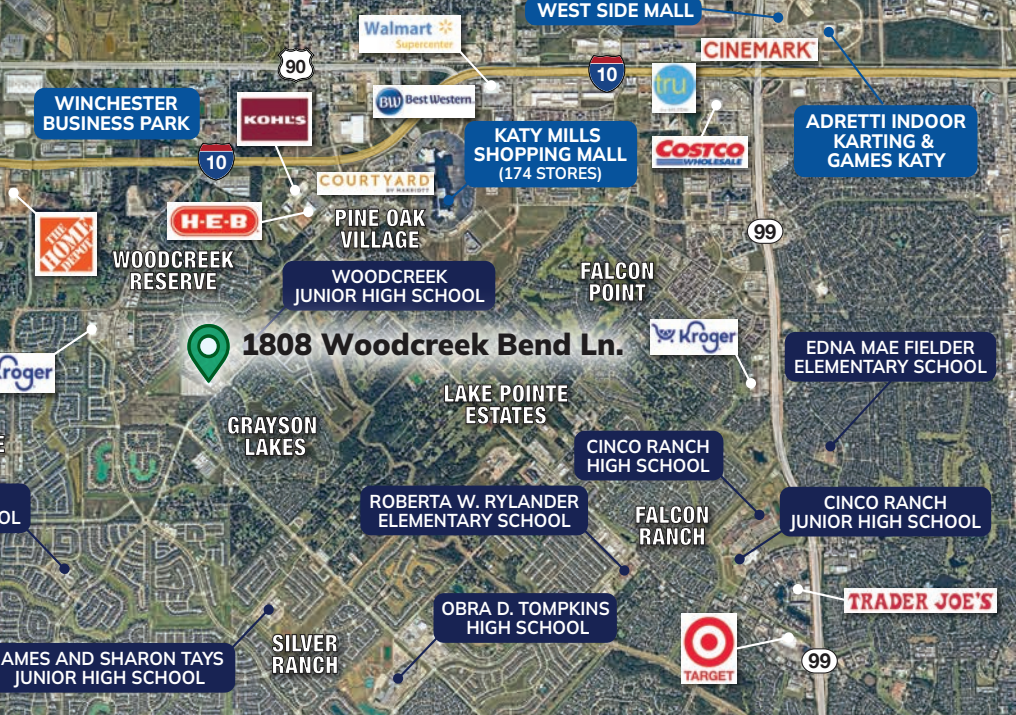 WEST SIDE MALL
Walmart
Supercenter
CINEMARK
90
10
tru
WINCHESTER
BUSINESS PARK
KOHL'S
BW Best Western
ADRETTI INDOOR
KARTING &
GAMES KATY
KATY MILLS
SHOPPING MALL
(174 STORES)
COSTCO
WHOLESALE
10
COURTYARD
BY MARRIOTT
H-E-B
THE
HOME
DEPOT
PINE OAK
VILLAGE
99
WOODCREEK
RESERVE
WOODCREEK
JUNIOR HIGH SCHOOL
FALCON
POINT
1808 Woodcreek Bend Ln.
Kroger
EDNA MAE FIELDER
ELEMENTARY SCHOOL
roger
LAKE POINTE
ESTATES
GRAYSON
LAKES
E
CINCO RANCH
HIGH SCHOOL
OL
ROBERTA W. RYLANDER
ELEMENTARY SCHOOL
FALCON
RANCH
CINCO RANCH
JUNIOR HIGH SCHOOL
TRADER JOE'S
OBRA D. TOMPKINS
HIGH SCHOOL
SILVER
RANCH
TARGET
99
AMES AND SHARON TAYS
JUNIOR HIGH SCHOOL